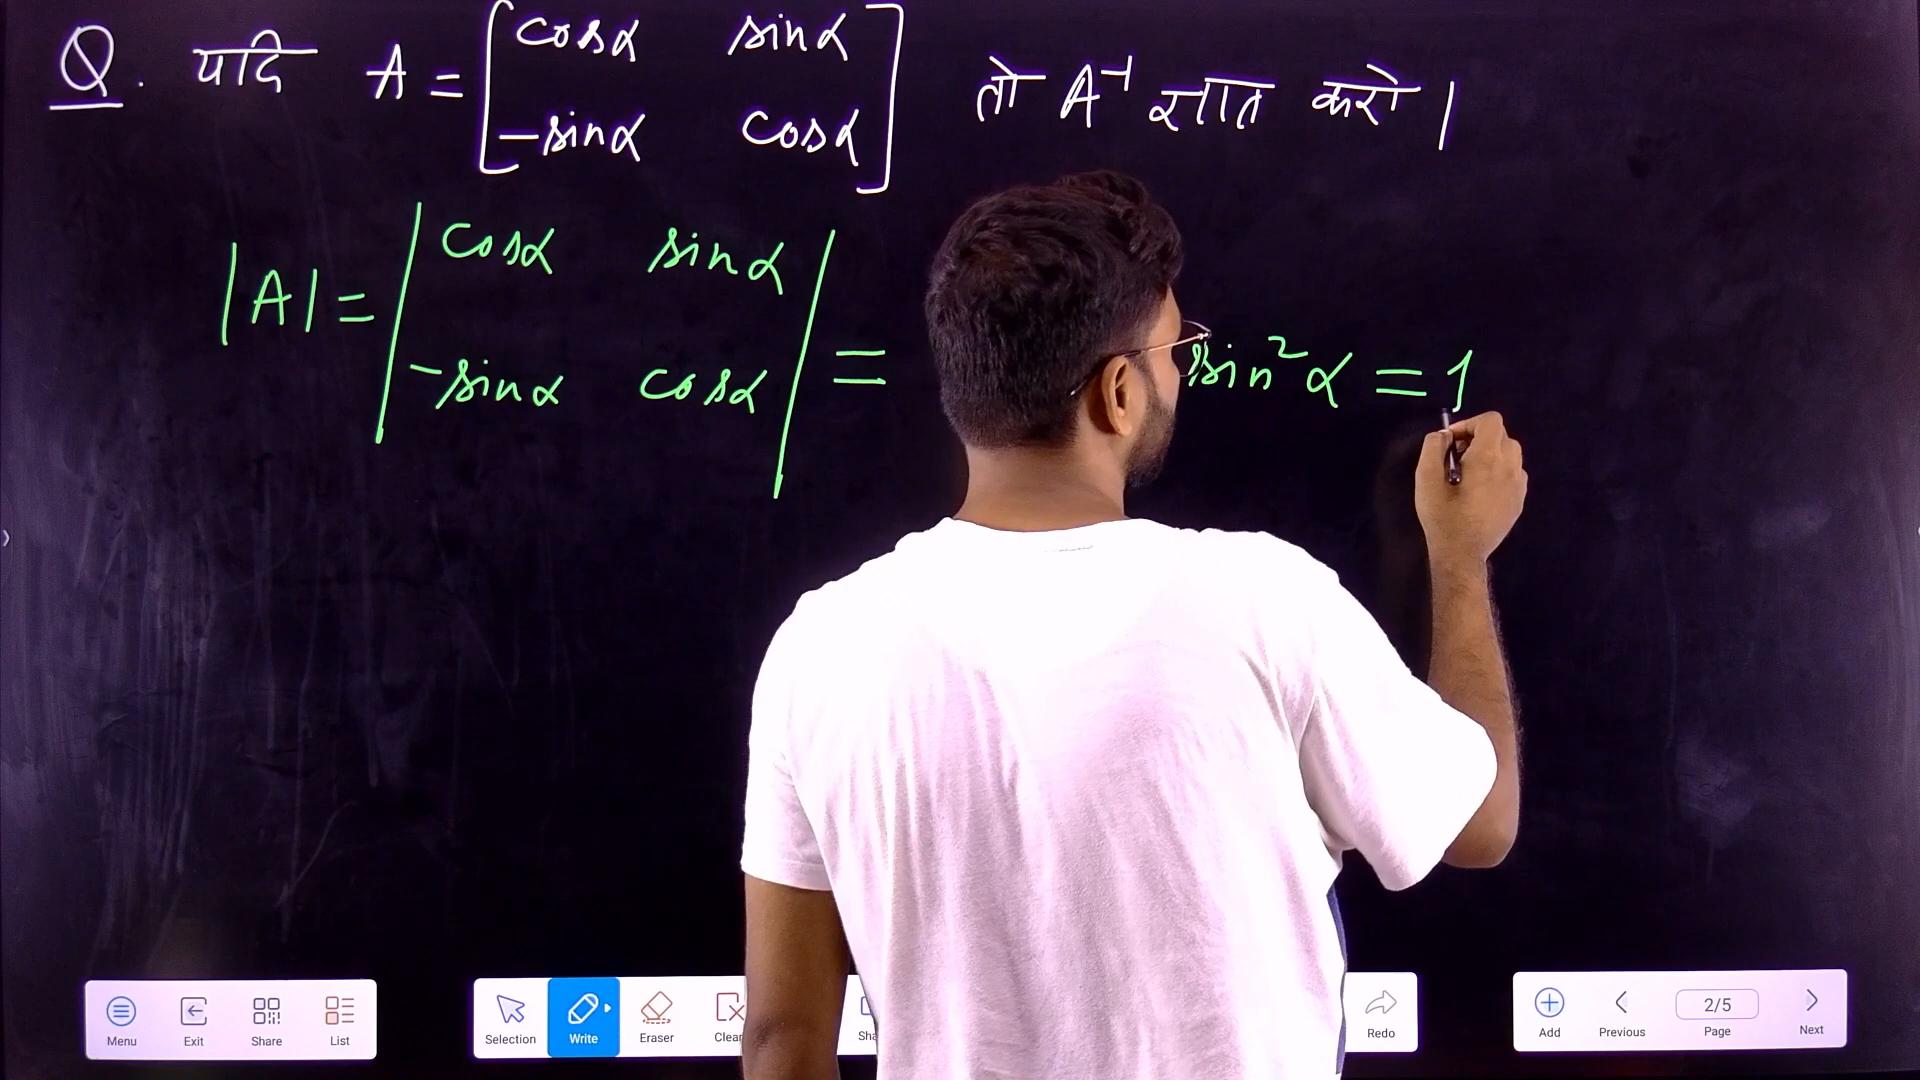 Q. यदि A = [cosα sinα
-sinα cosα] तो A⁻¹ ज्ञात करो।
|A| = |cosα sinα
-sinα cosα| = sin²α = 1
Menu Exit Share List Selection Write Eraser Clear Redo Add Previous 2/5 Page Next